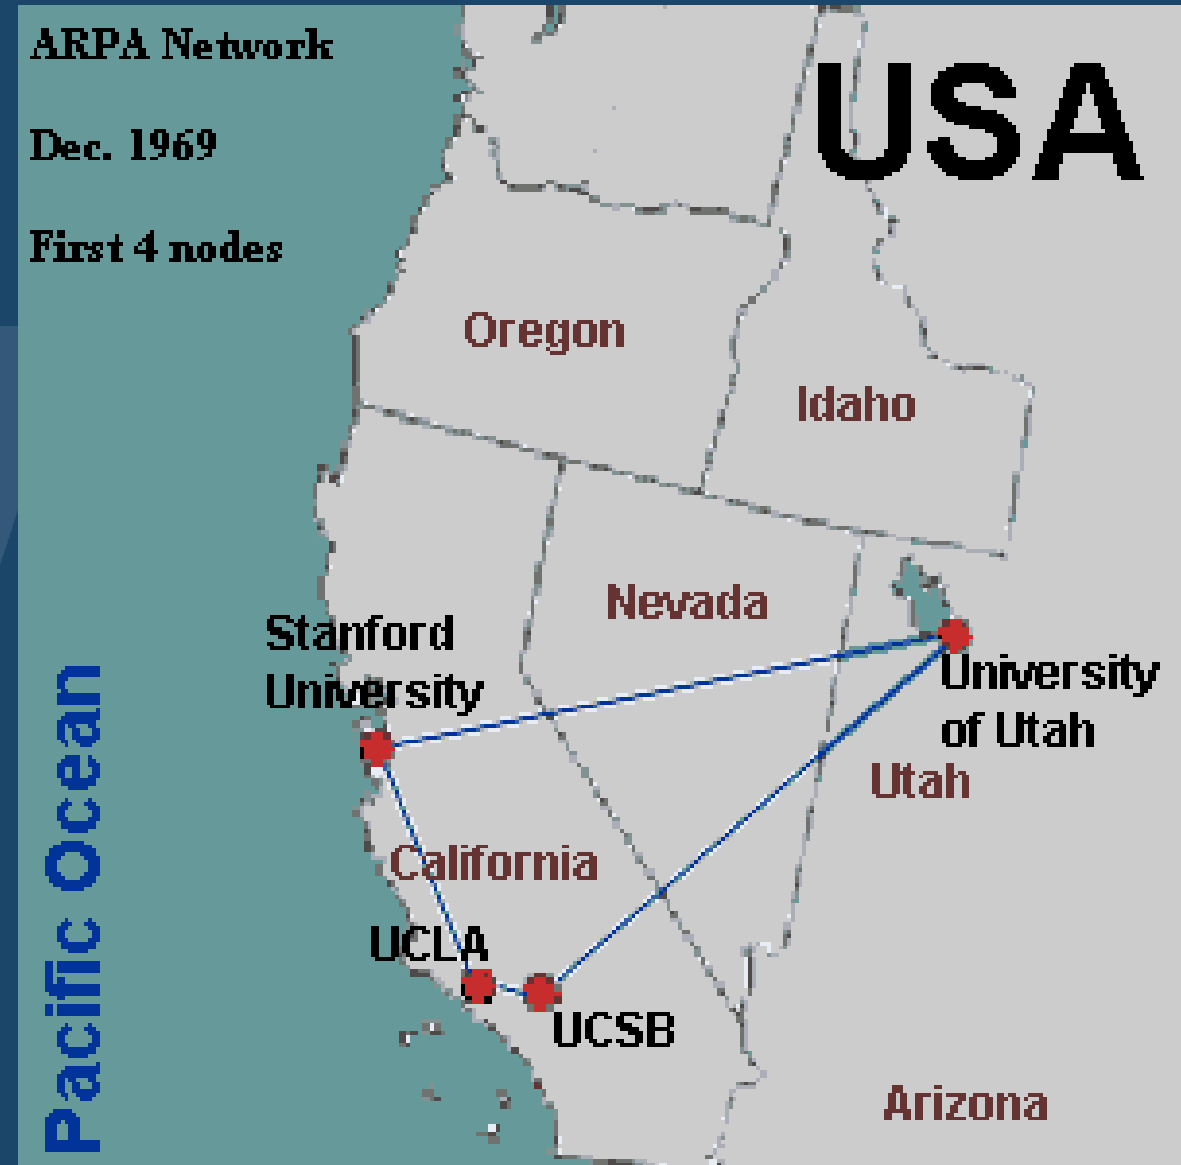 ARPA Network
Dec. 1969
First 4 nodes
USA
Oregon
Idaho
Nevada
Stanford
University
University
of Utah
Utah
California
UCLA
UCSB
Arizona
Pacific Ocean